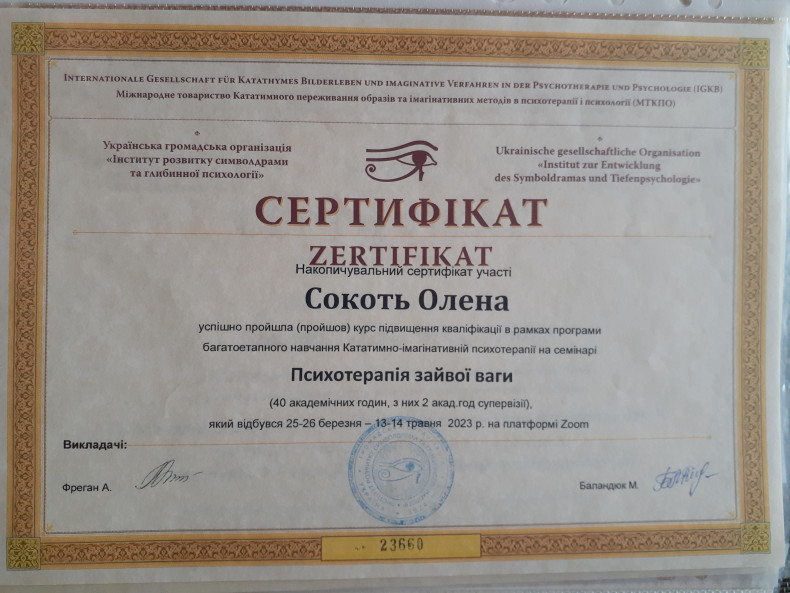 Internationale Gesellschaft für Katathymes Bilderleben und imaginative Verfahren in der Psychotherapie und Psychologie (IGKB)
Міжнародне товариство Кататимного переживання образів та імагінативних методів в психотерапії і психології (МТКПО)
Українська громадська організація
«Інститут розвитку символдрами
та глибинної психології»
Ukrainische gesellschaftliche Organisation
«Institut zur Entwicklung
des Symboldramas und Tiefenpsychologie»
СЕРТИФІКАТ
ZERTIFIKAT
Накопичувальний сертифікат участі
Сокоть Олена
успішно пройшла (пройшов) курс підвищення кваліфікації в рамках програми
багатоетапного навчання Кататимно-імагінативній психотерапії на семінарі
Психотерапія зайвої ваги
(40 академічних годин, з них 2 акад.год супервізії),
який відбувся 25-26 березня – 13-14 травня 2023 р. на платформі Zoom
Викладачі:
Фреган А.
Баландюк М.
23660